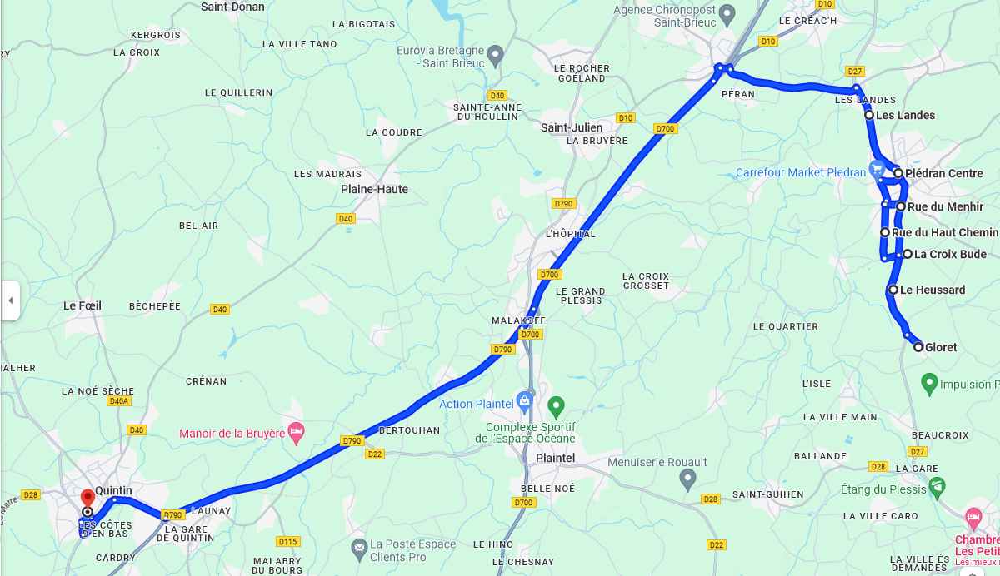 Saint-Donan
D10
Agence Chronopost
Saint-Brieuc
LE CRÉAC'H
LA BIGOTAIS
KERGROIS
LA VILLE TANO
LA CROIX
RY
D10
Eurovia Bretagne
- Saint Brieuc
LE ROCHER
GOÉLAND
D27
LE QUILLERIN
D40
PÉRAN
LES LANDES
SAINTE-ANNE
DU HOULLIN
D10
Les Landes
Saint-Julien
D700
LA COUDRE
LA BRUYÈRE
LES MADRAIS
Carrefour Market Pledran
Plédran Centre
Plaine-Haute
D790
Rue du Menhir
D40
BEL-AIR
L'HÔPITAL
Rue du Haut Chemin
La Croix Bude
D700
LA CROIX
GROSSET
LE GRAND
PLESSIS
Le Heussard
Le Fœil
BÈCHEPÈE
D40
MALAKOFF
LE QUARTIER
D700
D790
Gloret
IALHER
CRÉNAN
L'ISLE
Impulsion P
LA NOÉ SÈCHE
D40A
Action Plaintel
LA VILLE MAIN
D40
Manoir de la Bruyère
BERTOUHAN
Complexe Sportif
de l'Espace Océane
BEAUCROIX
D790
D22
D27
Plaintel
Menuiserie Rouault
BALLANDE
D28
LA GARE
Quintin
BELLE NOÉ
Étang du Plessis
D28
SAINT-GUIHEN
D700
D28
LAUNAY
D790
LA VILLE CARO
LES CÔTES
D'EN BAS
LA GARE
DE QUINTIN
D115
La Poste Espace
Clients Pro
LE HINO
D22
Chambre
Les Petit
Les mieux
CARDRY
MALABRY
DU BOURG
LE CHESNAY
LA VILLE ÉS
DEMANDES